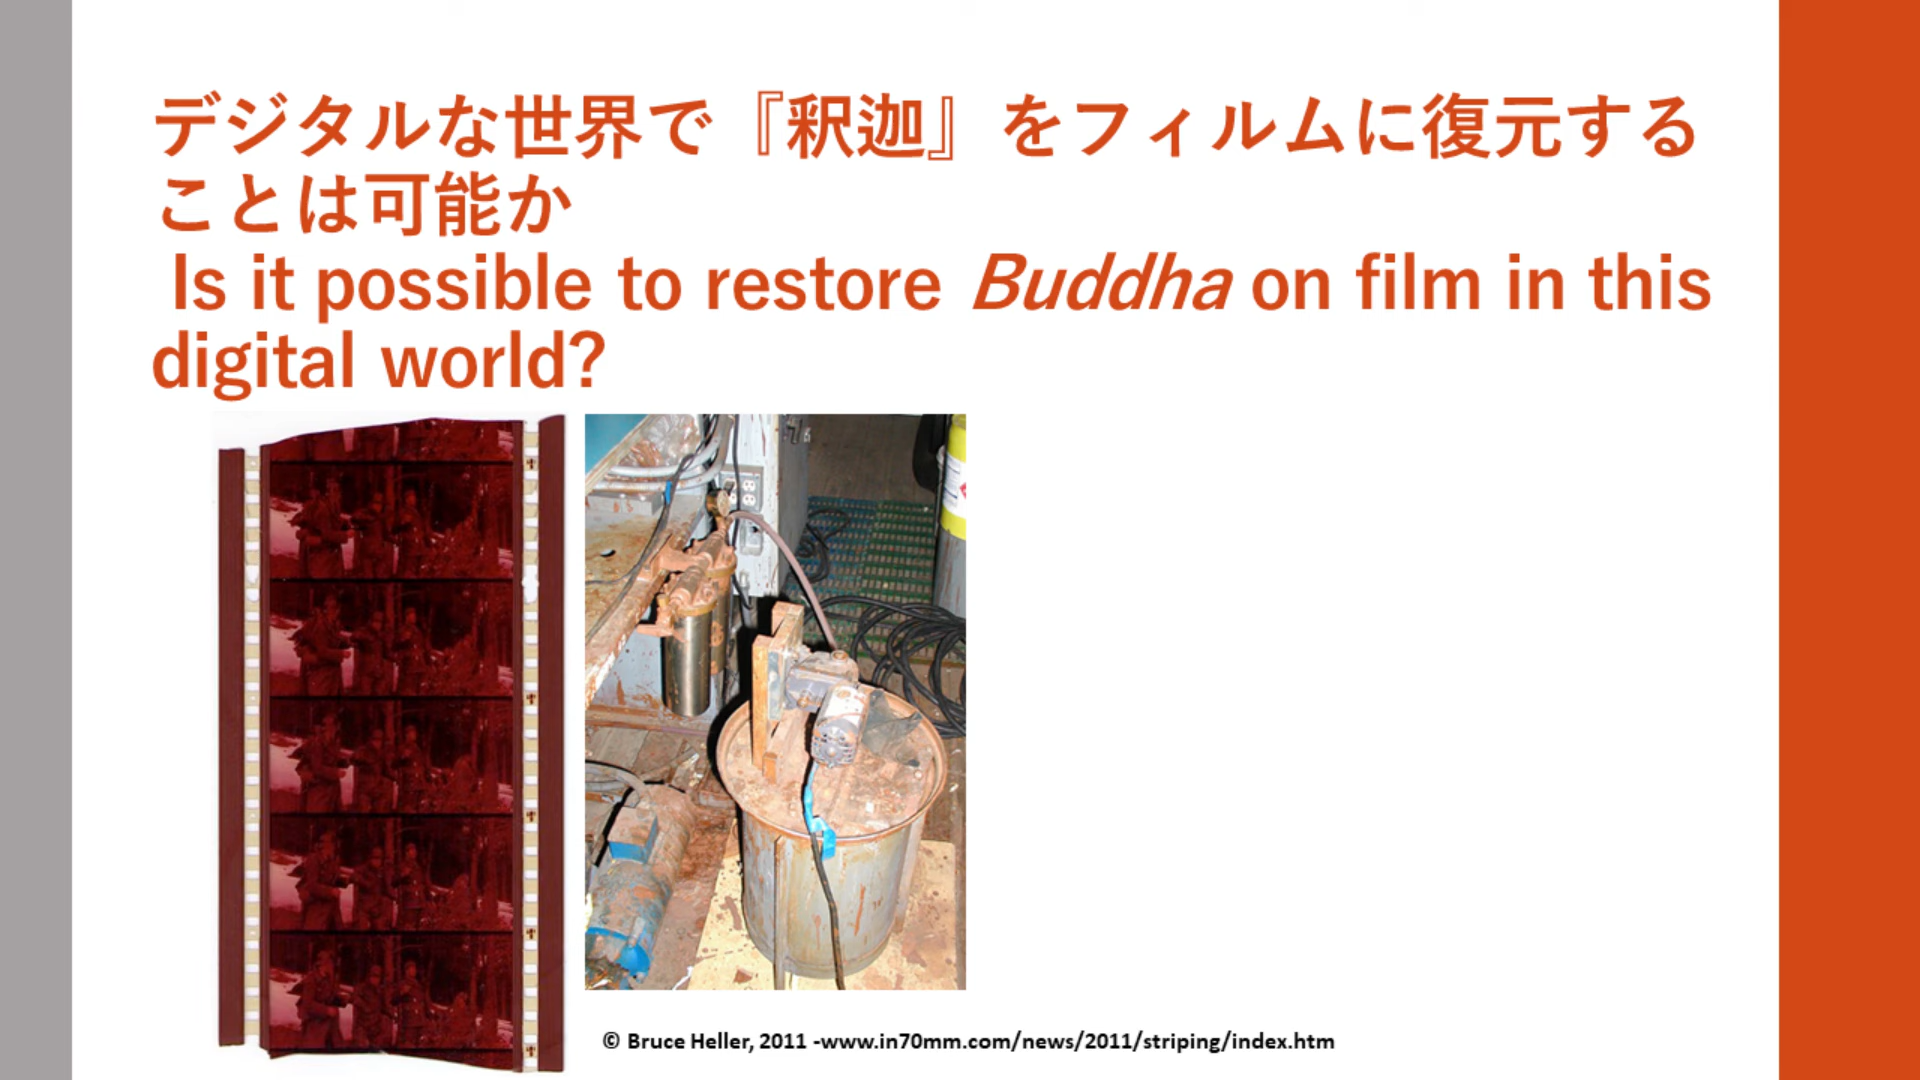 デジタルな世界で『釈迦』をフィルムに復元する
ことは可能か
Is it possible to restore Buddha on film in this
digital world?
© Bruce Heller, 2011 -www.in70mm.com/news/2011/striping/index.htm